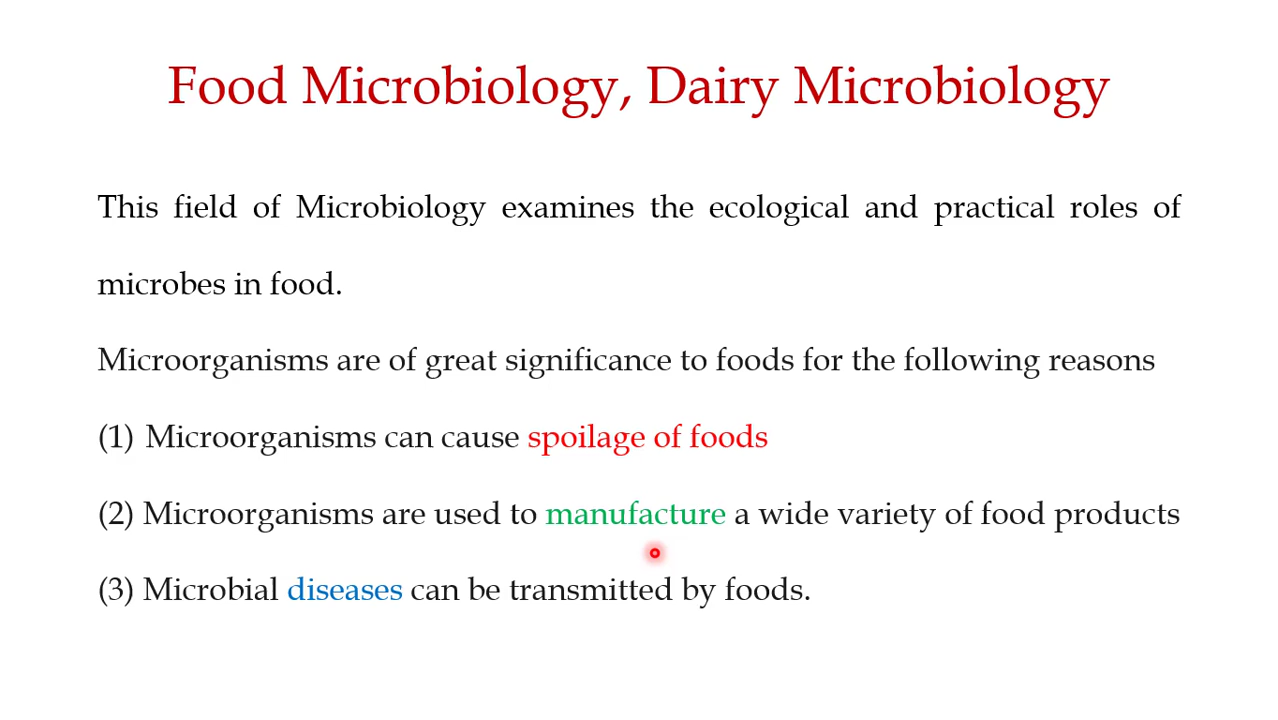 Food Microbiology, Dairy Microbiology
This field of Microbiology examines the ecological and practical roles of
microbes in food.
Microorganisms are of great significance to foods for the following reasons
(1) Microorganisms can cause spoilage of foods
(2) Microorganisms are used to manufacture a wide variety of food products
(3) Microbial diseases can be transmitted by foods.